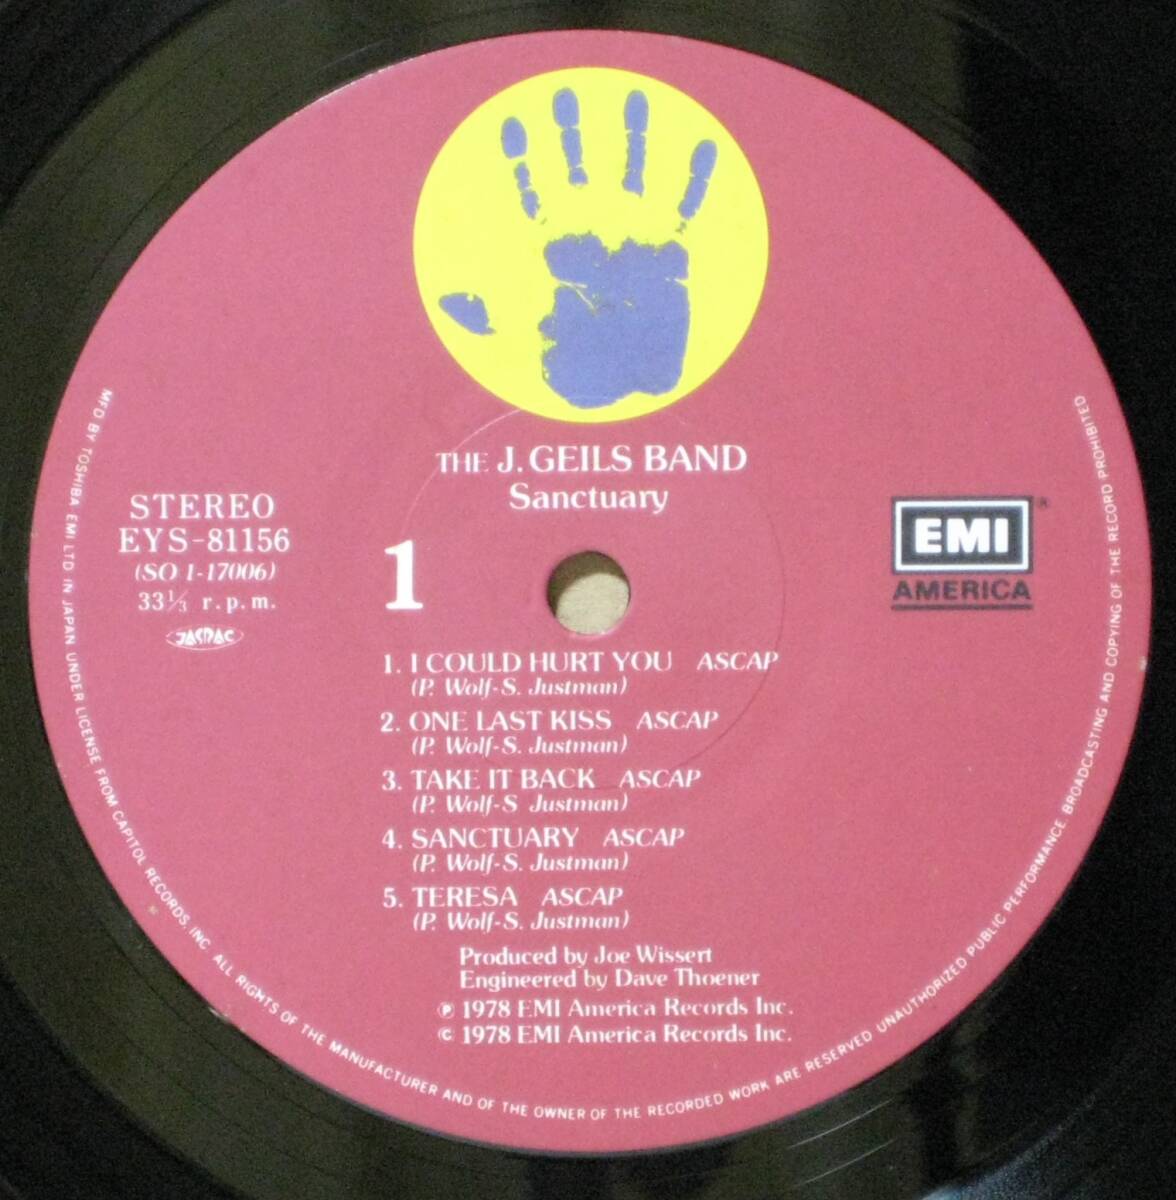 THE J. GEILS BAND
Sanctuary
STEREO
EYS-81156
(SO 1-17006)
33⅓ r.p.m.
JASRAC
1
EMI ®
AMERICA
1. I COULD HURT YOU ASCAP
(P. Wolf-S. Justman)
2. ONE LAST KISS ASCAP
(P. Wolf-S. Justman)
3. TAKE IT BACK ASCAP
(P. Wolf-S Justman)
4. SANCTUARY ASCAP
(P. Wolf-S. Justman)
5. TERESA ASCAP
(P. Wolf-S. Justman)
Produced by Joe Wissert
Engineered by Dave Thoener
℗ 1978 EMI America Records Inc.
© 1978 EMI America Records Inc.
MFD BY TOSHIBA EMI LTD. IN JAPAN UNDER LICENSE FROM CAPITOL RECORDS, INC. ALL RIGHTS OF THE MANUFACTURER AND OF THE OWNER OF THE RECORDED WORK ARE RESERVED UNAUTHORIZED PUBLIC PERFORMANCE. BROADCASTING AND COPYING OF THE RECORD PROHIBITED